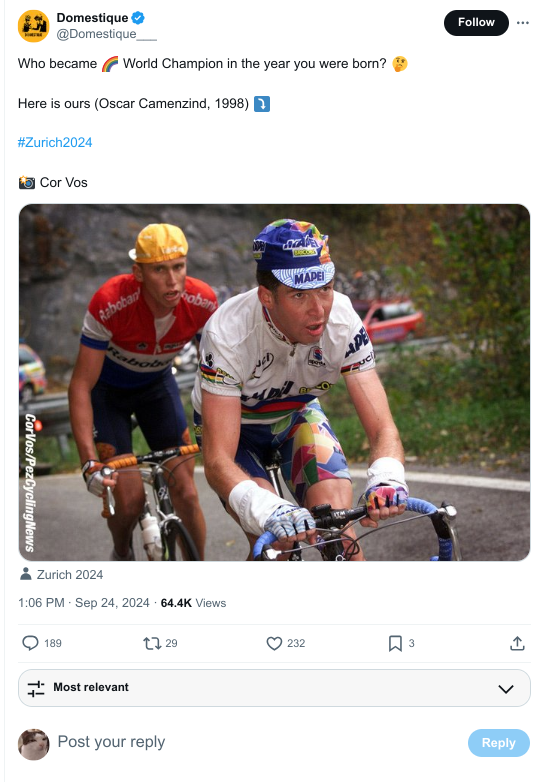 Domestique
@Domestique___
Follow
Who became 🌈 World Champion in the year you were born? 🤔
Here is ours (Oscar Camenzind, 1998) ⤵️
#Zurich2024
📸 Cor Vos
MAPEI
Rabobank
UCI
CorVos/PezCyclingNews
Zurich 2024
1:06 PM · Sep 24, 2024 · 64.4K Views
189 29 232 3
Most relevant
Post your reply
Reply